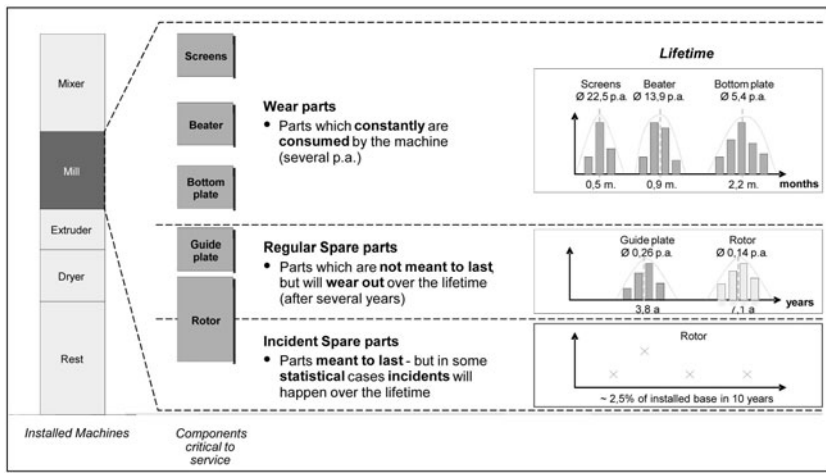 Mixer
Mill
Extruder
Dryer
Rest
Installed Machines
Screens
Beater
Bottom
plate
Guide
plate
Rotor
Components
critical to
service
Wear parts
• Parts which constantly are
consumed by the machine
(several p.a.)
Regular Spare parts
• Parts which are not meant to last,
but will wear out over the lifetime
(after several years)
Incident Spare parts
• Parts meant to last - but in some
statistical cases incidents will
happen over the lifetime
Lifetime
Screens Beater Bottom plate
Ø 22,5 p.a. Ø 13,9 p.a. Ø 5,4 p.a.
0,5 m. 0,9 m. 2,2 m. months
Guide plate Rotor
Ø 0,26 p.a. Ø 0,14 p.a.
years
3,8 a 7,1 a
Rotor
~ 2,5% of installed base in 10 years